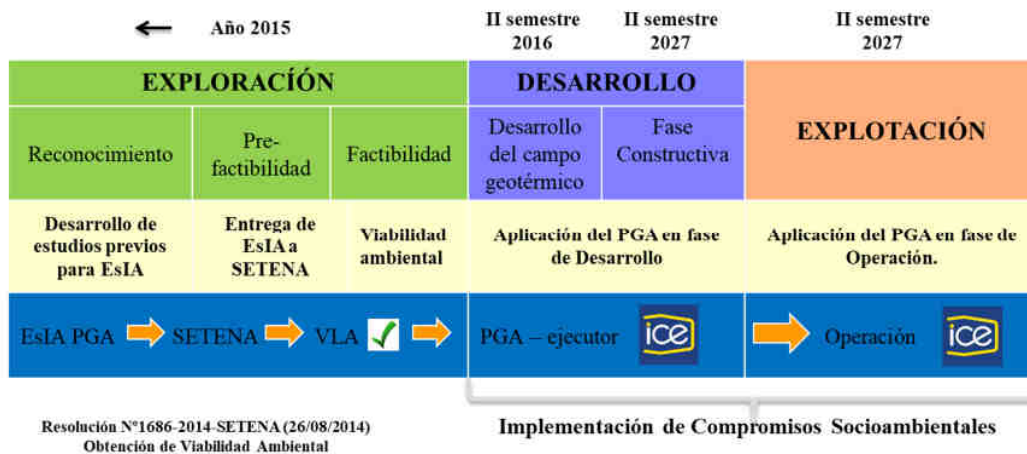 Año 2015
II semestre
2016
II semestre
2027
II semestre
2027
EXPLORACÍÓN
DESARROLLO
EXPLOTACIÓN
Reconocimiento
Pre-
factibilidad
Factibilidad
Desarrollo
del campo
geotérmico
Fase
Constructiva
Desarrollo de
estudios previos
para EsIA
Entrega de
EsIA a
SETENA
Viabilidad
ambiental
Aplicación del PGA en fase
de Desarrollo
Aplicación del PGA en fase de
Operación.
EsIA PGA
SETENA
VLA
PGA – ejecutor
ice
Operación
ice
Resolución N°1686-2014-SETENA (26/08/2014)
Obtención de Viabilidad Ambiental
Implementación de Compromisos Socioambientales